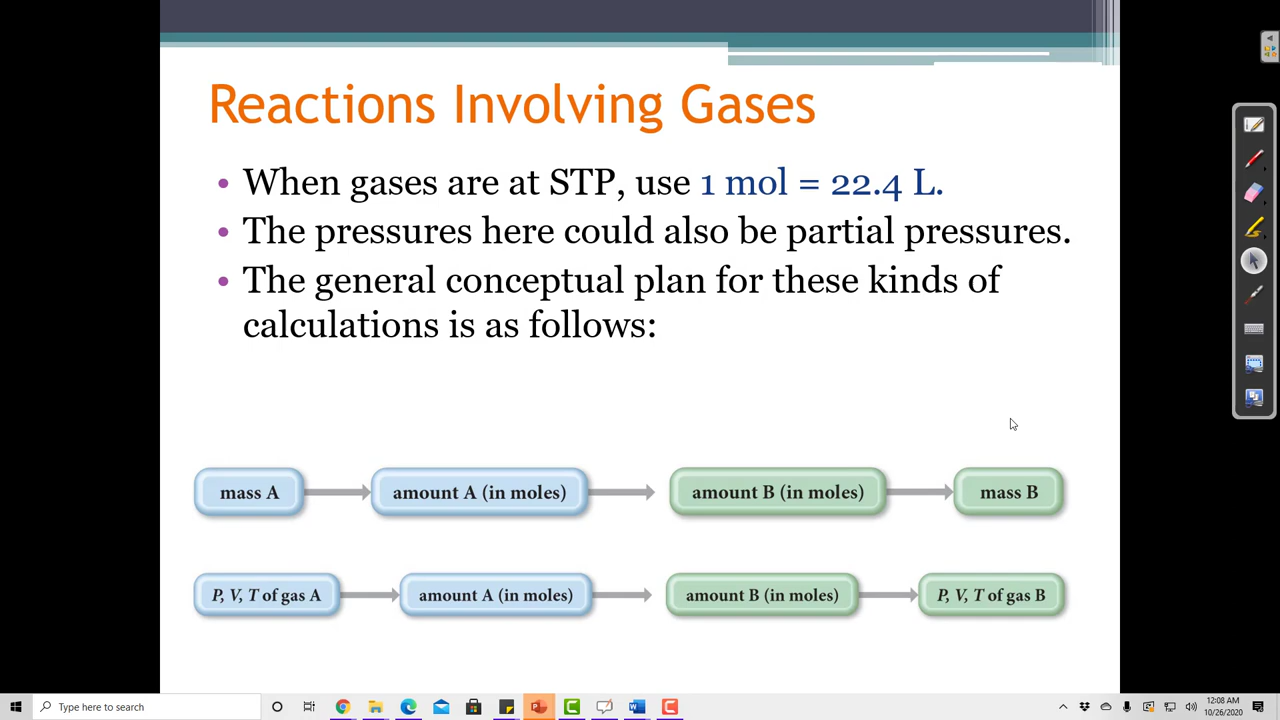 Reactions Involving Gases
• When gases are at STP, use 1 mol = 22.4 L.
• The pressures here could also be partial pressures.
• The general conceptual plan for these kinds of
calculations is as follows:
mass A
amount A (in moles)
amount B (in moles)
mass B
P, V, T of gas A
amount A (in moles)
amount B (in moles)
P, V, T of gas B
Type here to search
12:08 AM
10/26/2020